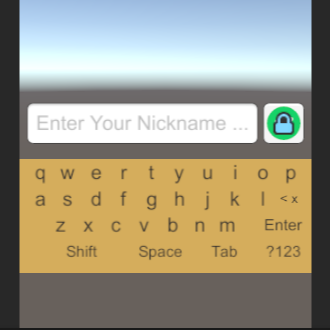 Enter Your Nickname ...
q w e r t y u i o p
a s d f g h j k l < x
z x c v b n m Enter
Shift Space Tab ?123